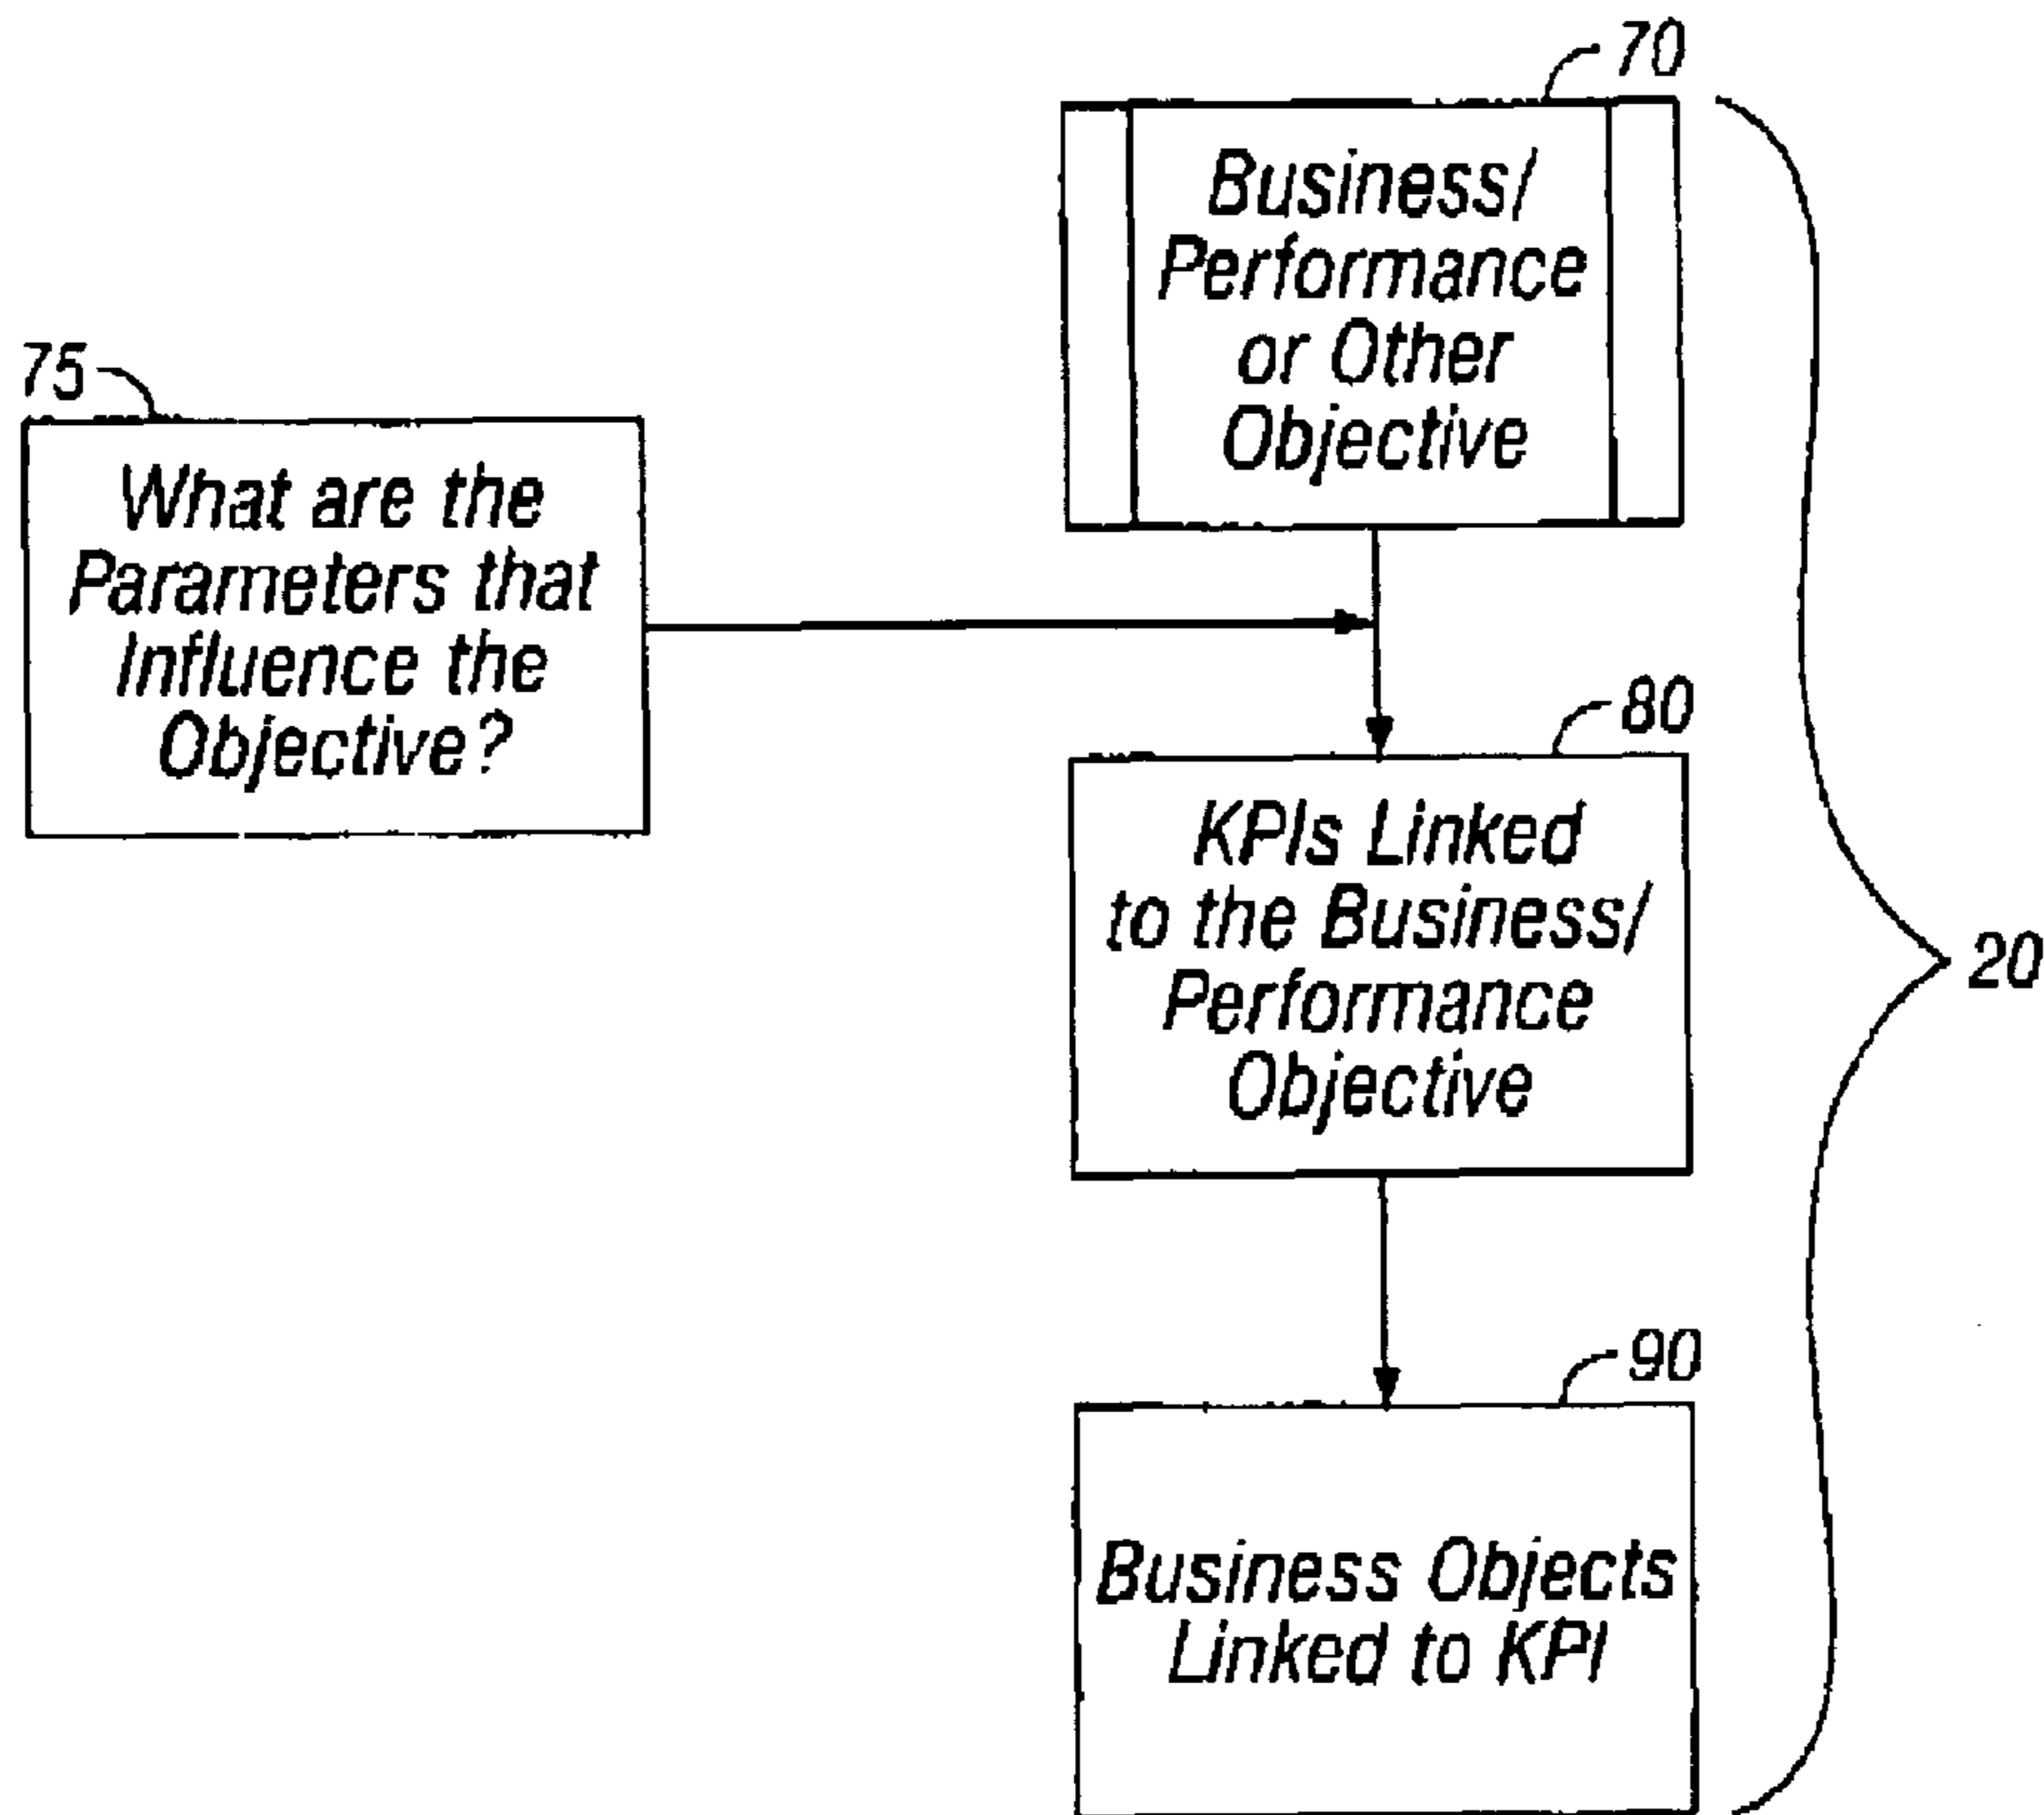 70
Business/
Performance
or Other
Objective
75
What are the
Parameters that
Influence the
Objective?
80
KPIs Linked
to the Business/
Performance
Objective
20
90
Business Objects
Linked to KPI